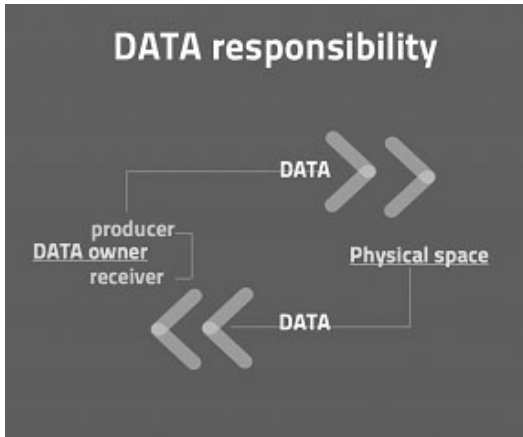 DATA responsibility
DATA
producer
DATA owner
Physical space
receiver
DATA